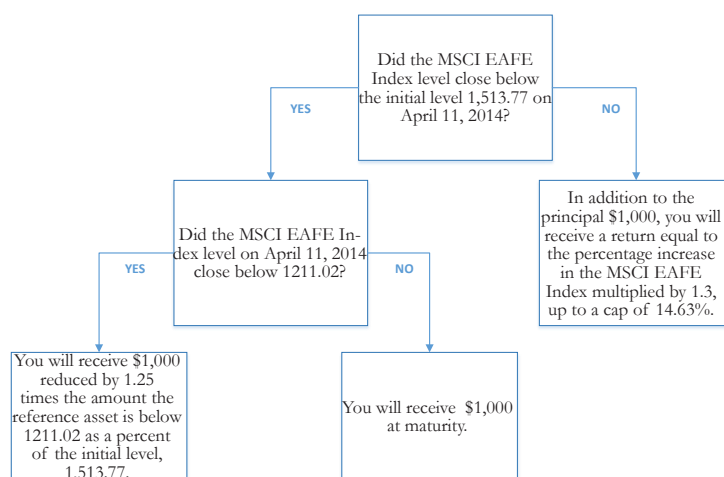 Did the MSCI EAFE
Index level close below
the initial level 1,513.77 on
April 11, 2014?
YES
NO
Did the MSCI EAFE In-
dex level on April 11, 2014
close below 1211.02?
In addition to the
principal $1,000, you will
receive a return equal to
the percentage increase
in the MSCI EAFE
Index multiplied by 1.3,
up to a cap of 14.63%.
YES
NO
You will receive $1,000
reduced by 1.25
times the amount the
reference asset is below
1211.02 as a percent
of the initial level,
1,513.77.
You will receive $1,000
at maturity.